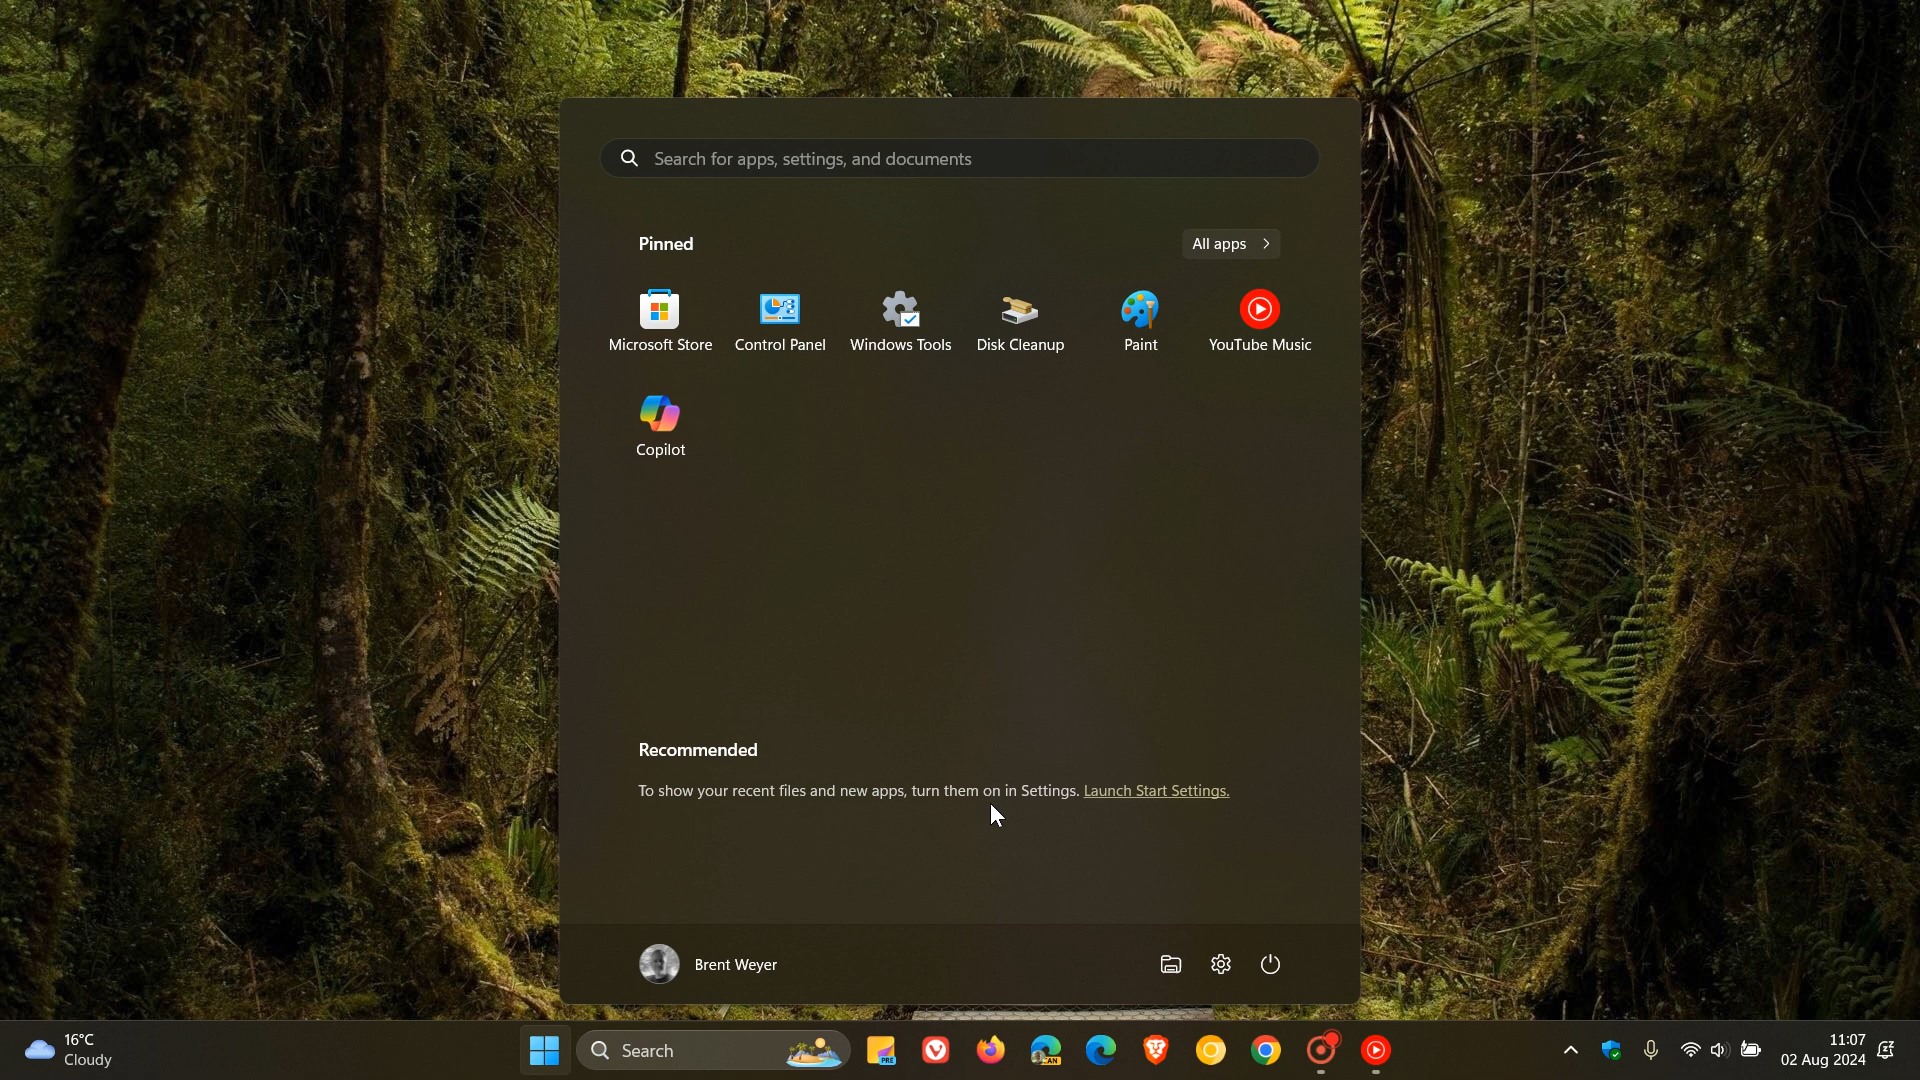 Search for apps, settings, and documents
Pinned
All apps
Microsoft Store
Control Panel
Windows Tools
Disk Cleanup
Paint
YouTube Music
Copilot
Recommended
To show your recent files and new apps, turn them on in Settings. Launch Start Settings.
Brent Weyer
16°C
Cloudy
Search
PRE
CAN
11:07
02 Aug 2024